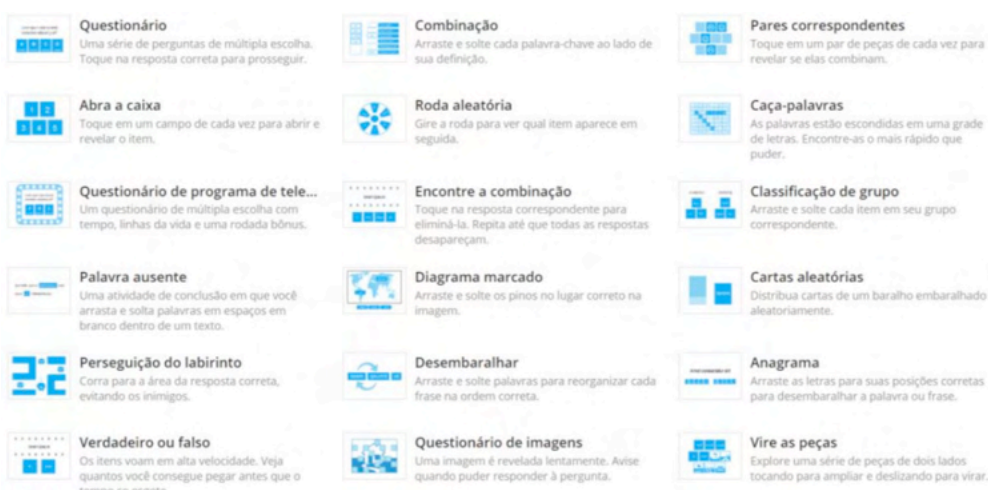 Questionário
Uma série de perguntas de múltipla escolha.
Toque na resposta correta para prosseguir.
Combinação
Arraste e solte cada palavra-chave ao lado de
sua definição.
Pares correspondentes
Toque em um par de peças de cada vez para
revelar se elas combinam.
Abra a caixa
Toque em um campo de cada vez para abrir e
revelar o item.
Roda aleatória
Gire a roda para ver qual item aparece em
seguida.
Caça-palavras
As palavras estão escondidas em uma grade
de letras. Encontre-as o mais rápido que
puder.
Questionário de programa de tele...
Um questionário de múltipla escolha com
tempo, linhas da vida e uma rodada bônus.
Encontre a combinação
Toque na resposta correspondente para
eliminá-la. Repita até que todas as respostas
desapareçam.
Classificação de grupo
Arraste e solte cada item em seu grupo
correspondente.
Palavra ausente
Uma atividade de conclusão em que você
arrasta e solta palavras em espaços em
branco dentro de um texto.
Diagrama marcado
Arraste e solte os pinos no lugar correto na
imagem.
Cartas aleatórias
Distribua cartas de um baralho embaralhado
aleatoriamente.
Perseguição do labirinto
Corra para a área da resposta correta,
evitando os inimigos.
Desembaralhar
Arraste e solte palavras para reorganizar cada
frase na ordem correta.
Anagrama
Arraste as letras para suas posições corretas
para desembaralhar a palavra ou frase.
Verdadeiro ou falso
Os itens voam em alta velocidade. Veja
quantos você consegue pegar antes que o
Questionário de imagens
Uma imagem é revelada lentamente. Avise
quando puder responder à pergunta.
Vire as peças
Explore uma série de peças de dois lados
tocando para ampliar e deslizando para virar.